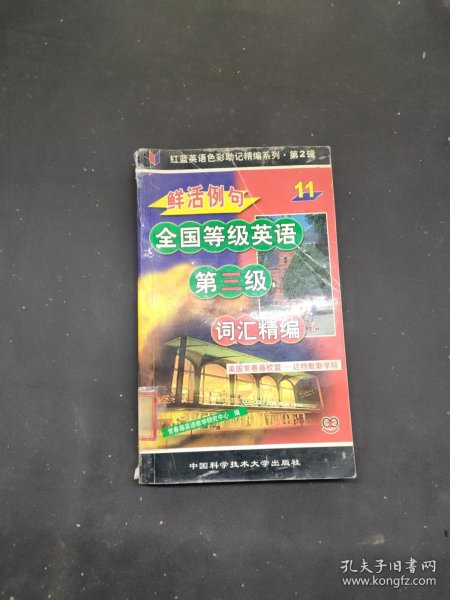 红蓝英语色彩助记精编系列·第2辑
鲜活例句
11
全国等级英语
第三级
词汇精编
美国常春藤校盟——达特默斯学院
常春藤英语教学研究中心 编
中国科学技术大学出版社
孔夫子旧书网
www.kongfz.com